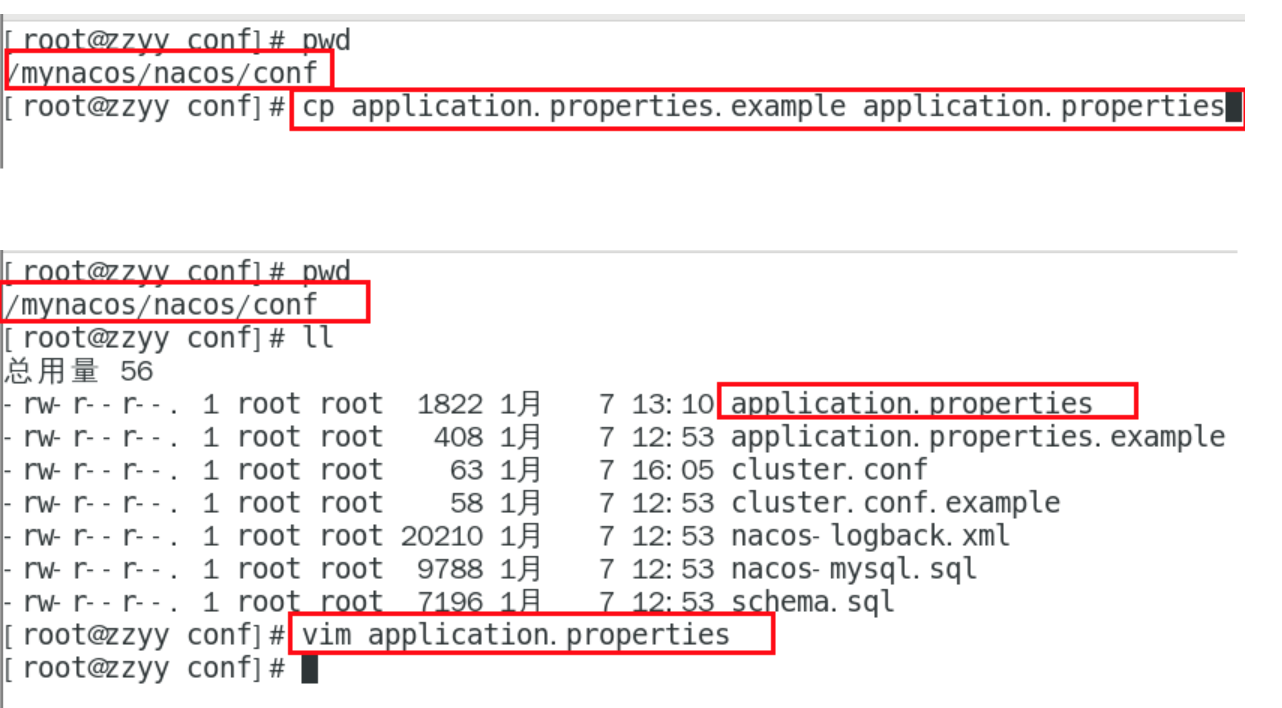 [root@zzyy conf]# pwd
/mynacos/nacos/conf
[root@zzyy conf]# cp application.properties.example application.properties
[root@zzyy conf]# pwd
/mynacos/nacos/conf
[root@zzyy conf]# ll
总用量 56
-rw-r--r--. 1 root root  1822 1月   7 13:10 application.properties
-rw-r--r--. 1 root root   408 1月   7 12:53 application.properties.example
-rw-r--r--. 1 root root    63 1月   7 16:05 cluster.conf
-rw-r--r--. 1 root root    58 1月   7 12:53 cluster.conf.example
-rw-r--r--. 1 root root 20210 1月   7 12:53 nacos-logback.xml
-rw-r--r--. 1 root root  9788 1月   7 12:53 nacos-mysql.sql
-rw-r--r--. 1 root root  7196 1月   7 12:53 schema.sql
[root@zzyy conf]# vim application.properties
[root@zzyy conf]#